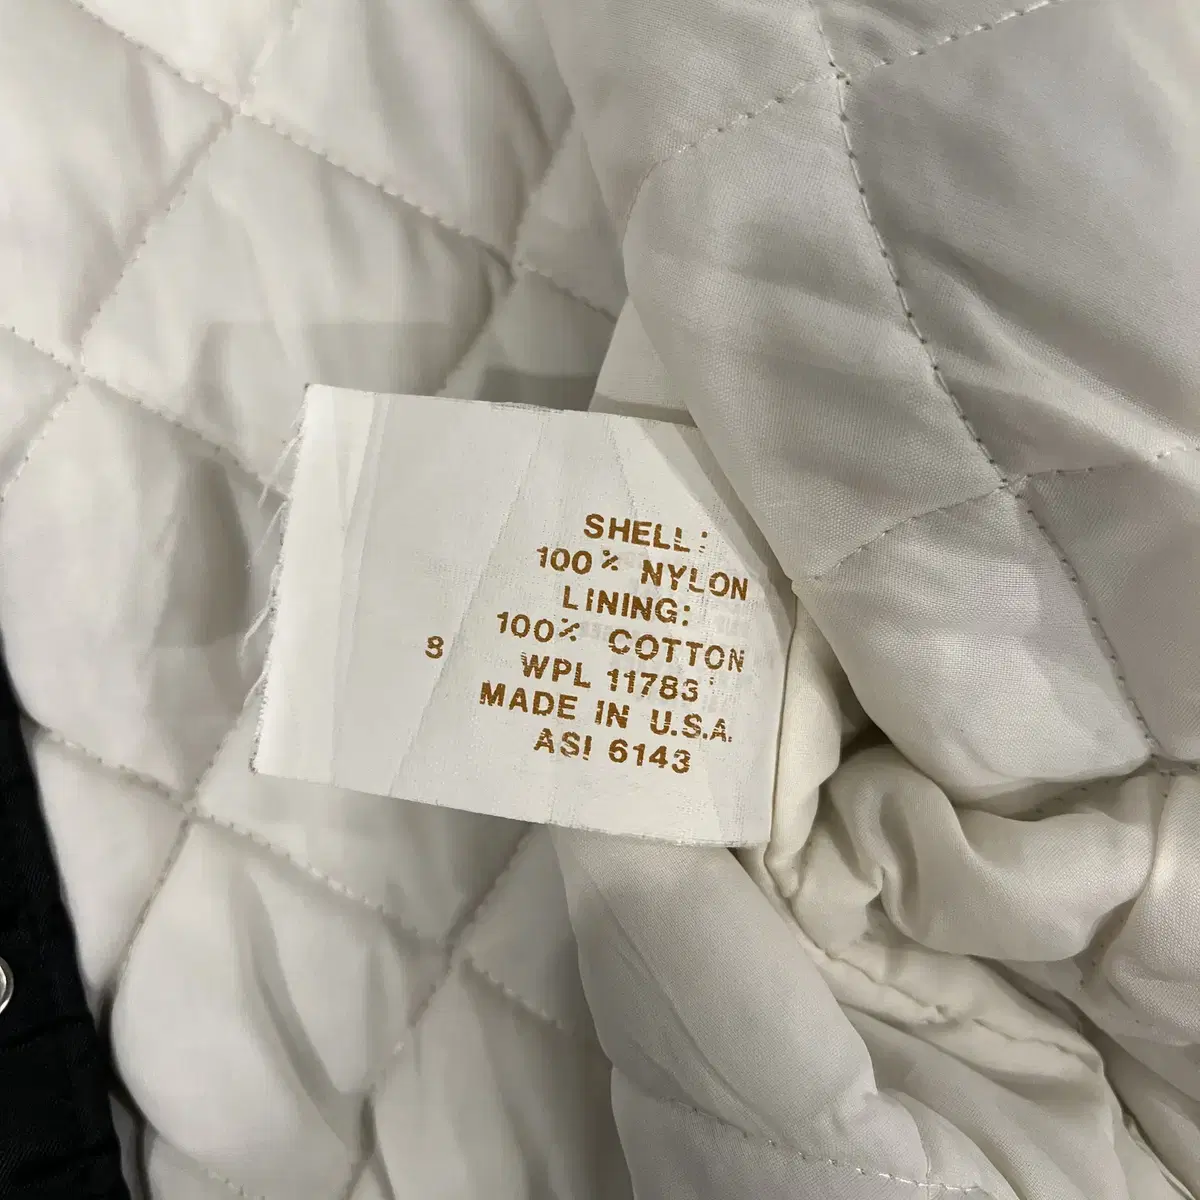 SHELL:
100% NYLON
LINING:
100% COTTON
8
WPL 11783
MADE IN U.S.A.
ASI 6143